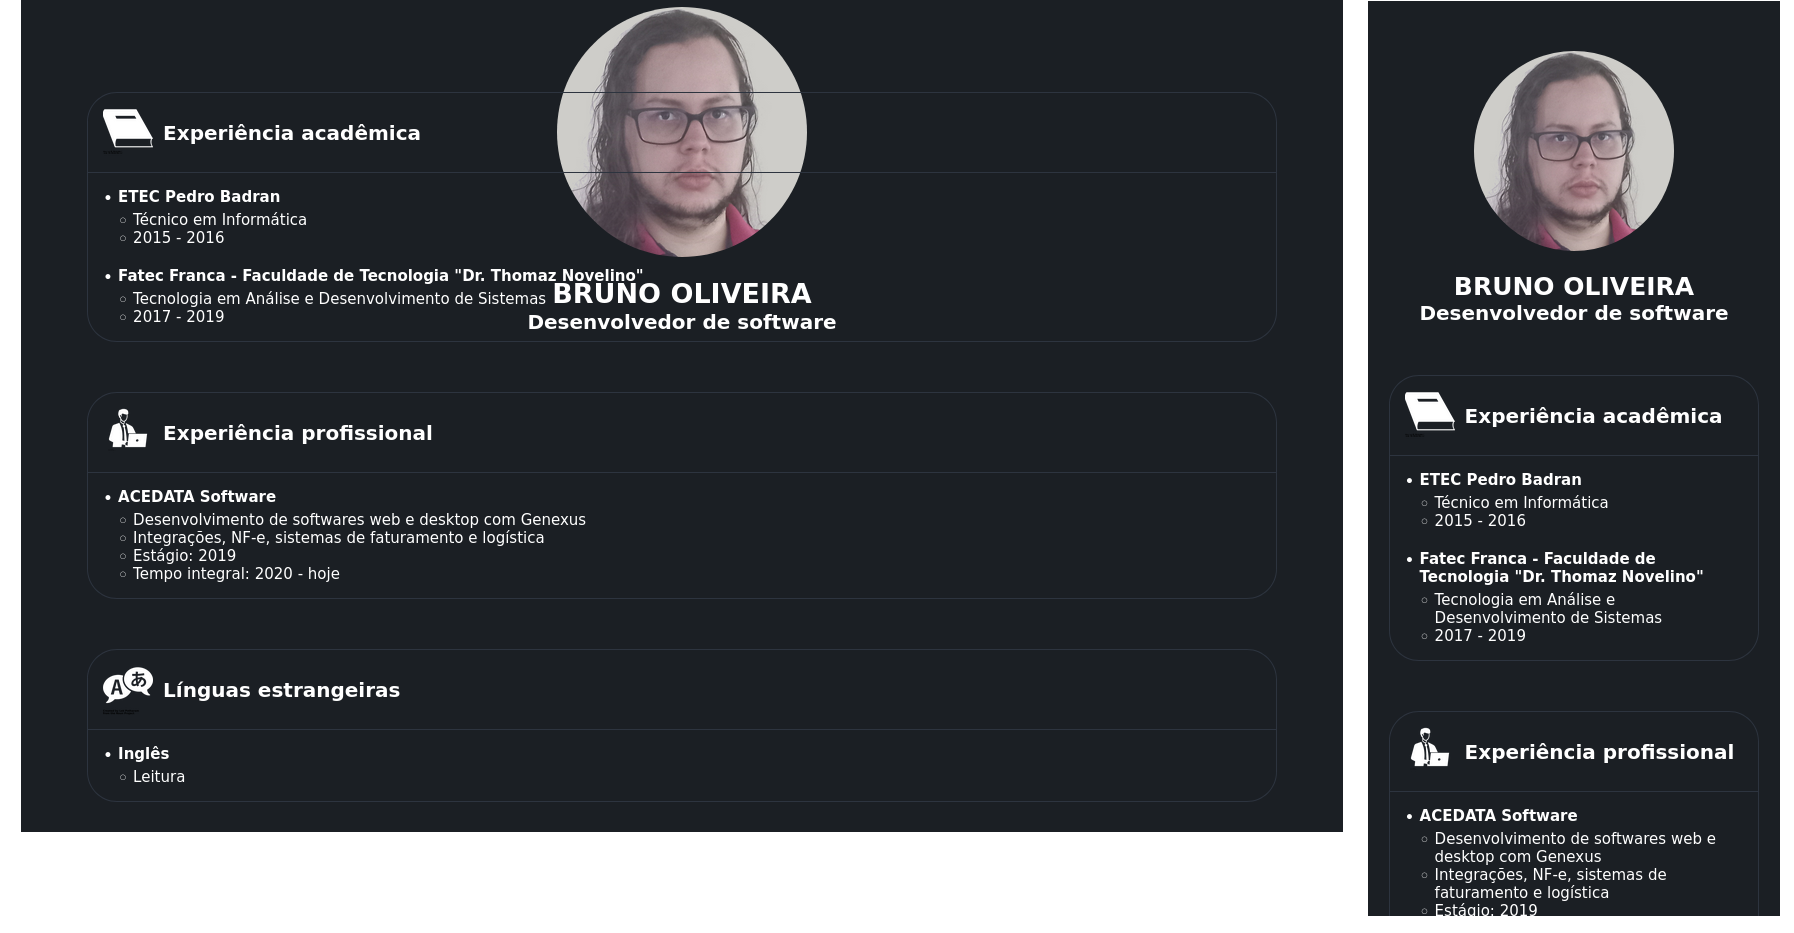 Experiência acadêmica
• ETEC Pedro Badran
○ Técnico em Informática
○ 2015 - 2016
• Fatec Franca - Faculdade de Tecnologia "Dr. Thomaz Novelino"
○ Tecnologia em Análise e Desenvolvimento de Sistemas
○ 2017 - 2019
BRUNO OLIVEIRA
Desenvolvedor de software
Experiência profissional
• ACEDATA Software
○ Desenvolvimento de softwares web e desktop com Genexus
○ Integrações, NF-e, sistemas de faturamento e logística
○ Estágio: 2019
○ Tempo integral: 2020 - hoje
A あ
Línguas estrangeiras
• Inglês
○ Leitura
BRUNO OLIVEIRA
Desenvolvedor de software
Experiência acadêmica
• ETEC Pedro Badran
○ Técnico em Informática
○ 2015 - 2016
• Fatec Franca - Faculdade de
Tecnologia "Dr. Thomaz Novelino"
○ Tecnologia em Análise e
Desenvolvimento de Sistemas
○ 2017 - 2019
Experiência profissional
• ACEDATA Software
○ Desenvolvimento de softwares web e
desktop com Genexus
○ Integrações, NF-e, sistemas de
faturamento e logística
○ Estágio: 2019